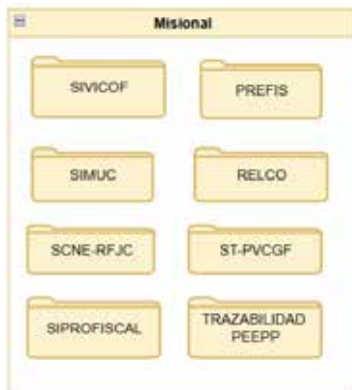 Misional
SIVICOF
PREFIS
SIMUC
RELCO
SCNE-RFJC
ST-PVCGF
SIPROFISCAL
TRAZABILIDAD
PEEPP